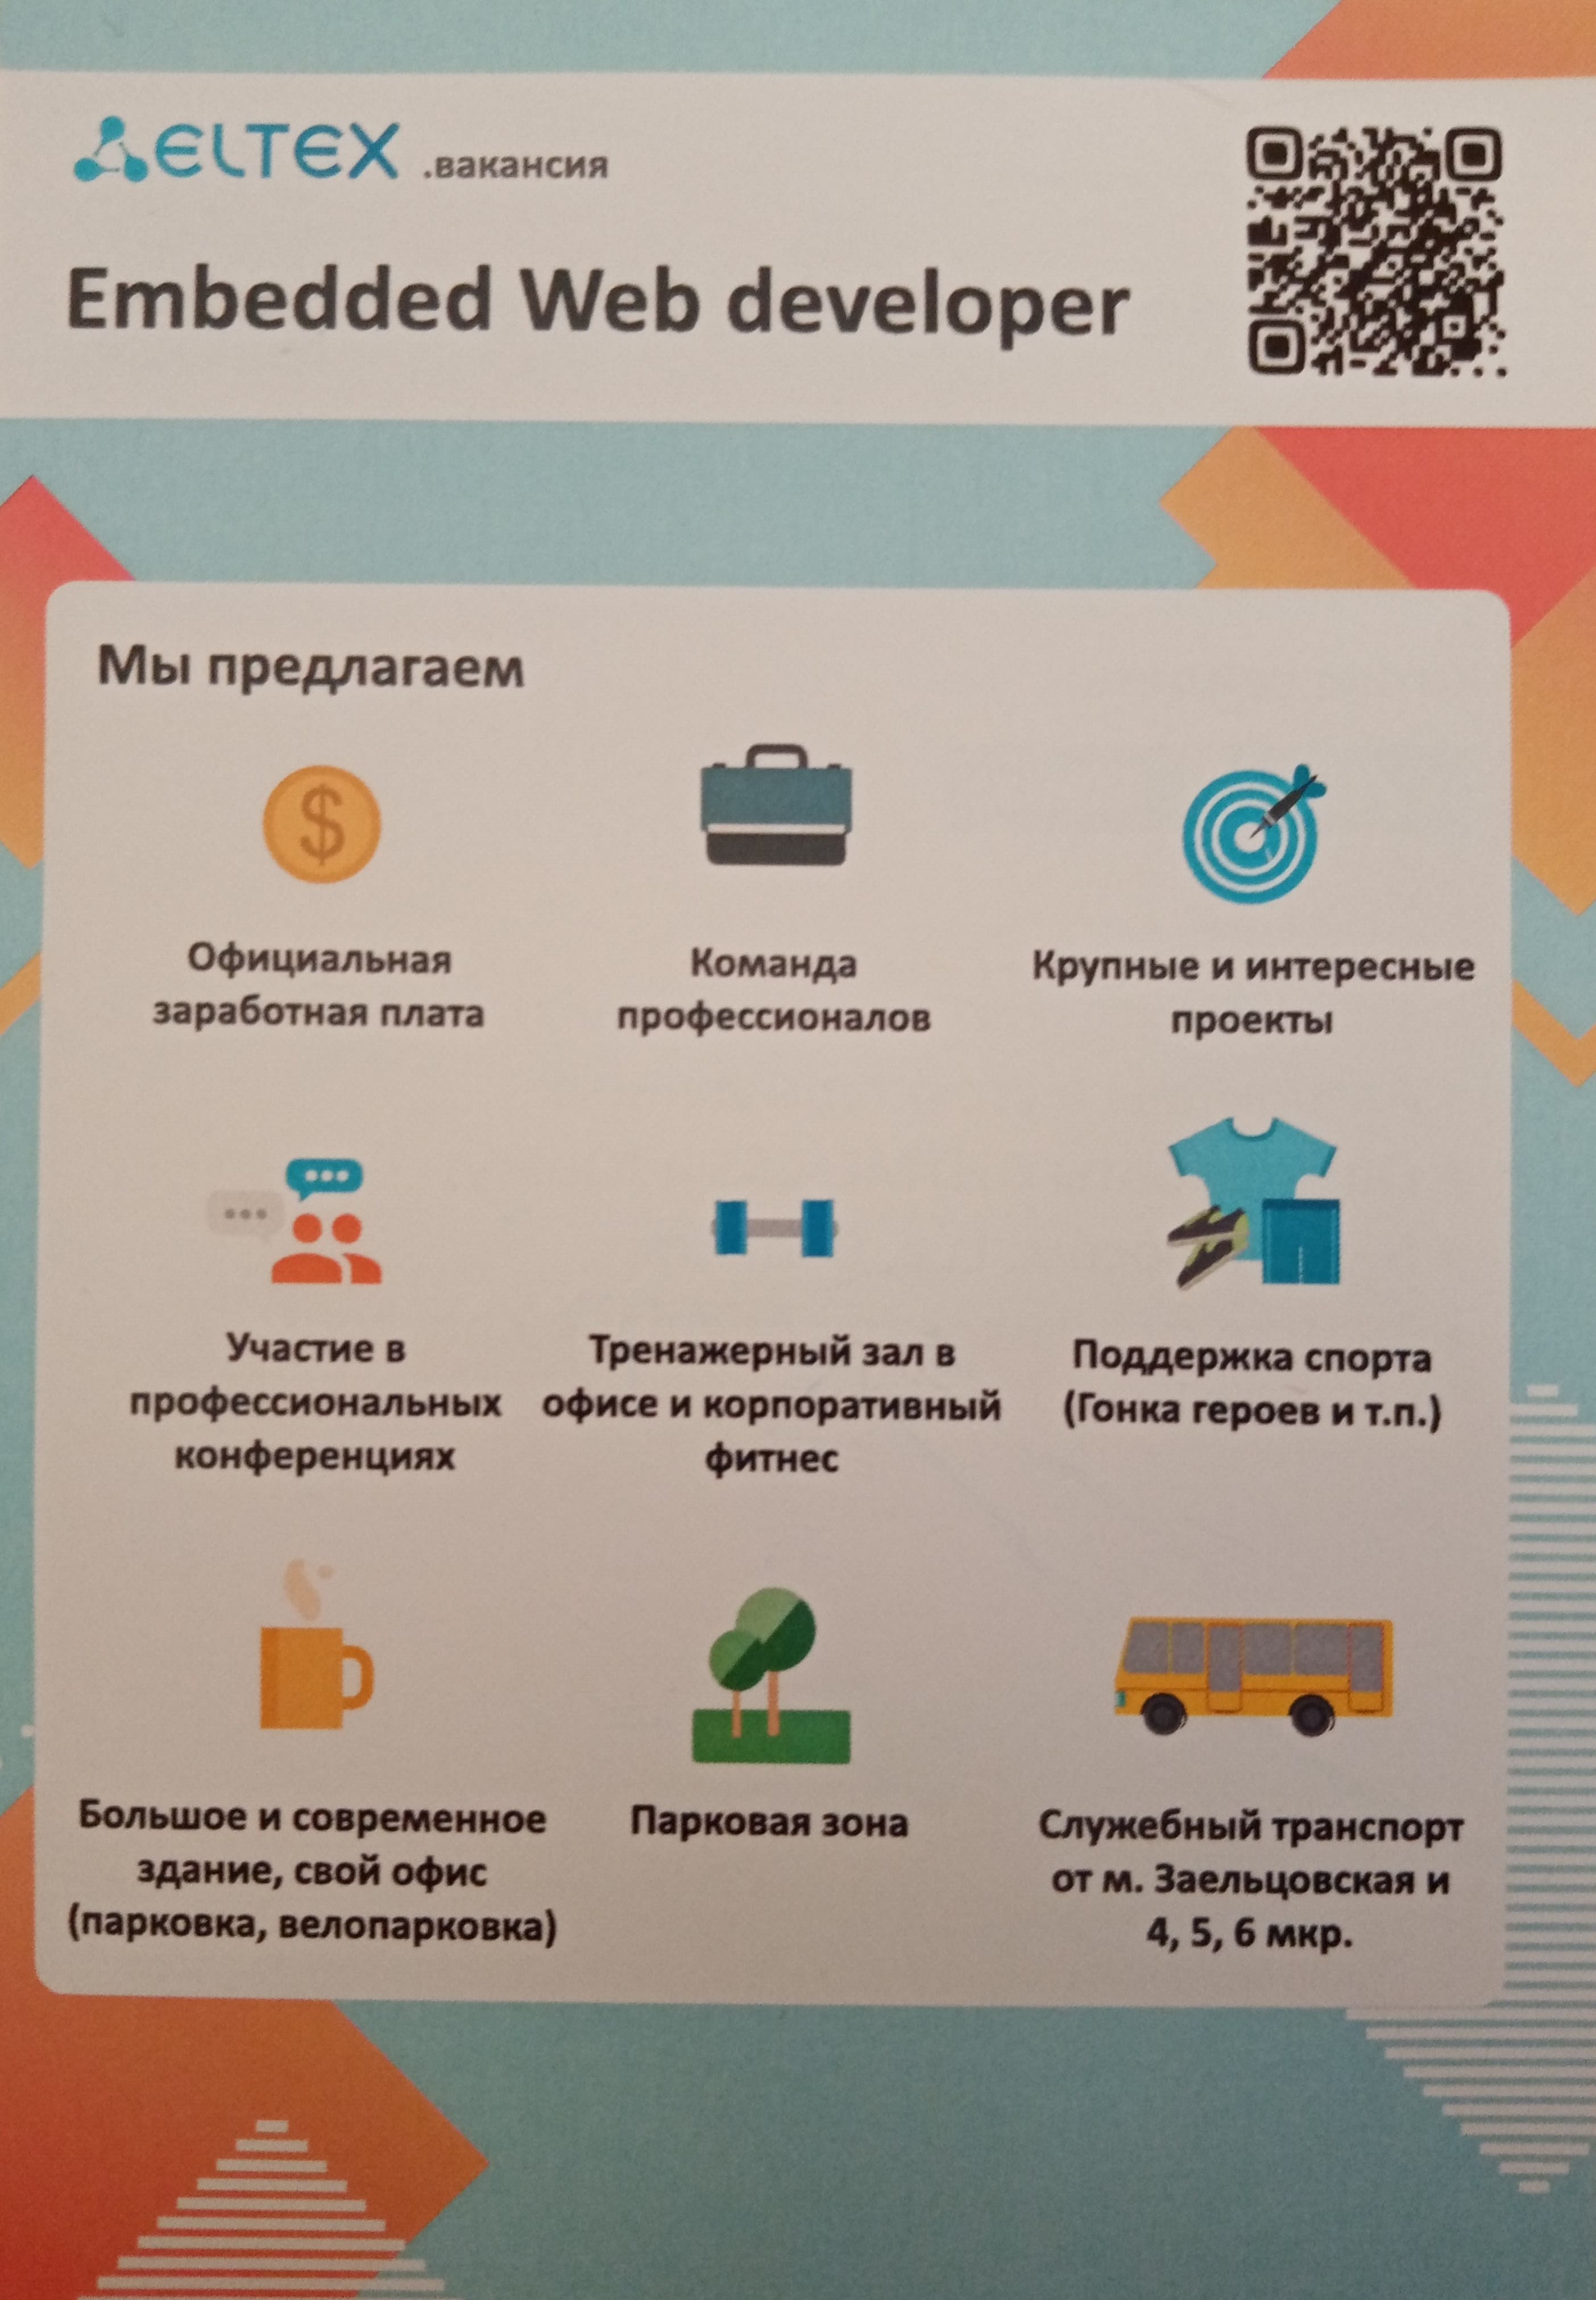 ELTEX .вакансия
Embedded Web developer
Мы предлагаем
$
Официальная
заработная плата
Команда
профессионалов
Крупные и интересные
проекты
Участие в
профессиональных
конференциях
Тренажерный зал в
офисе и корпоративный
фитнес
Поддержка спорта
(Гонка героев и т.п.)
Большое и современное
здание, свой офис
(парковка, велопарковка)
Парковая зона
Служебный транспорт
от м. Заельцовская и
4, 5, 6 мкр.